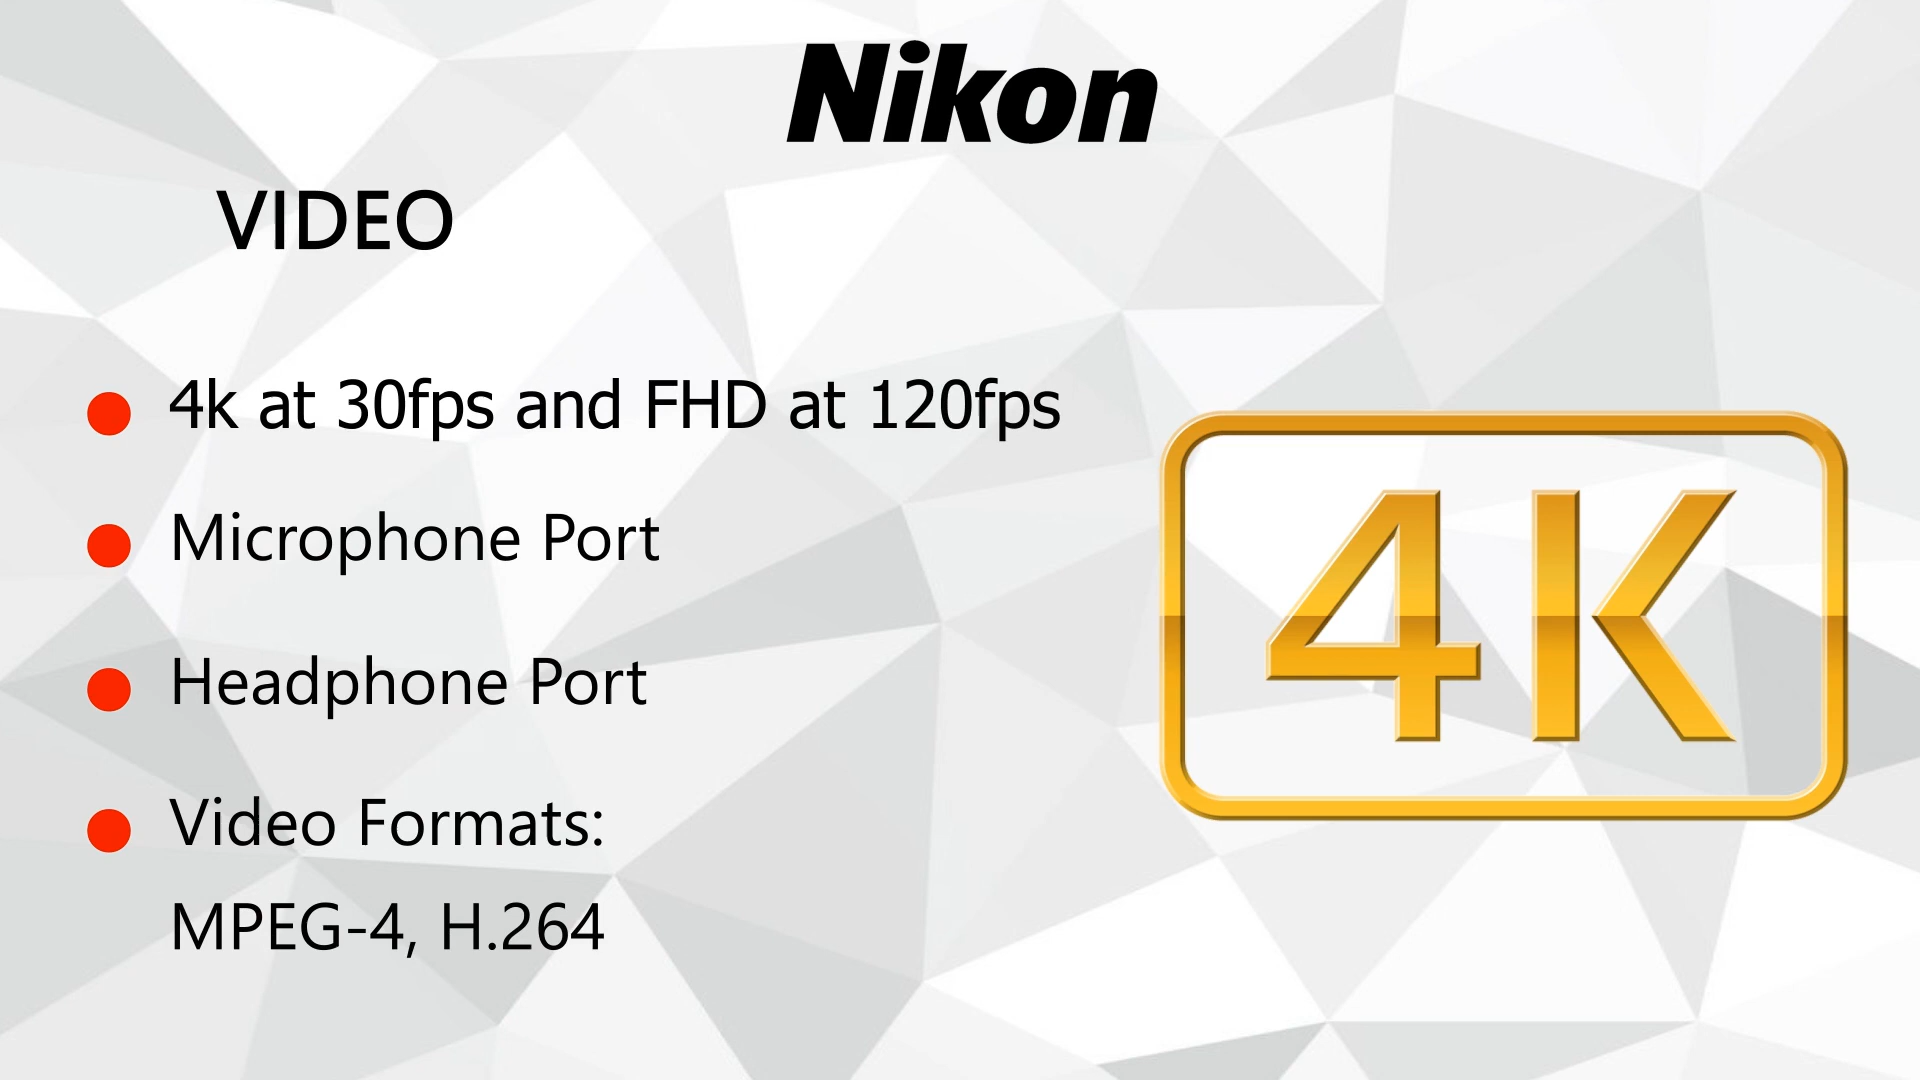 Nikon
VIDEO
4k at 30fps and FHD at 120fps
Microphone Port
Headphone Port
Video Formats:
MPEG-4, H.264
4K